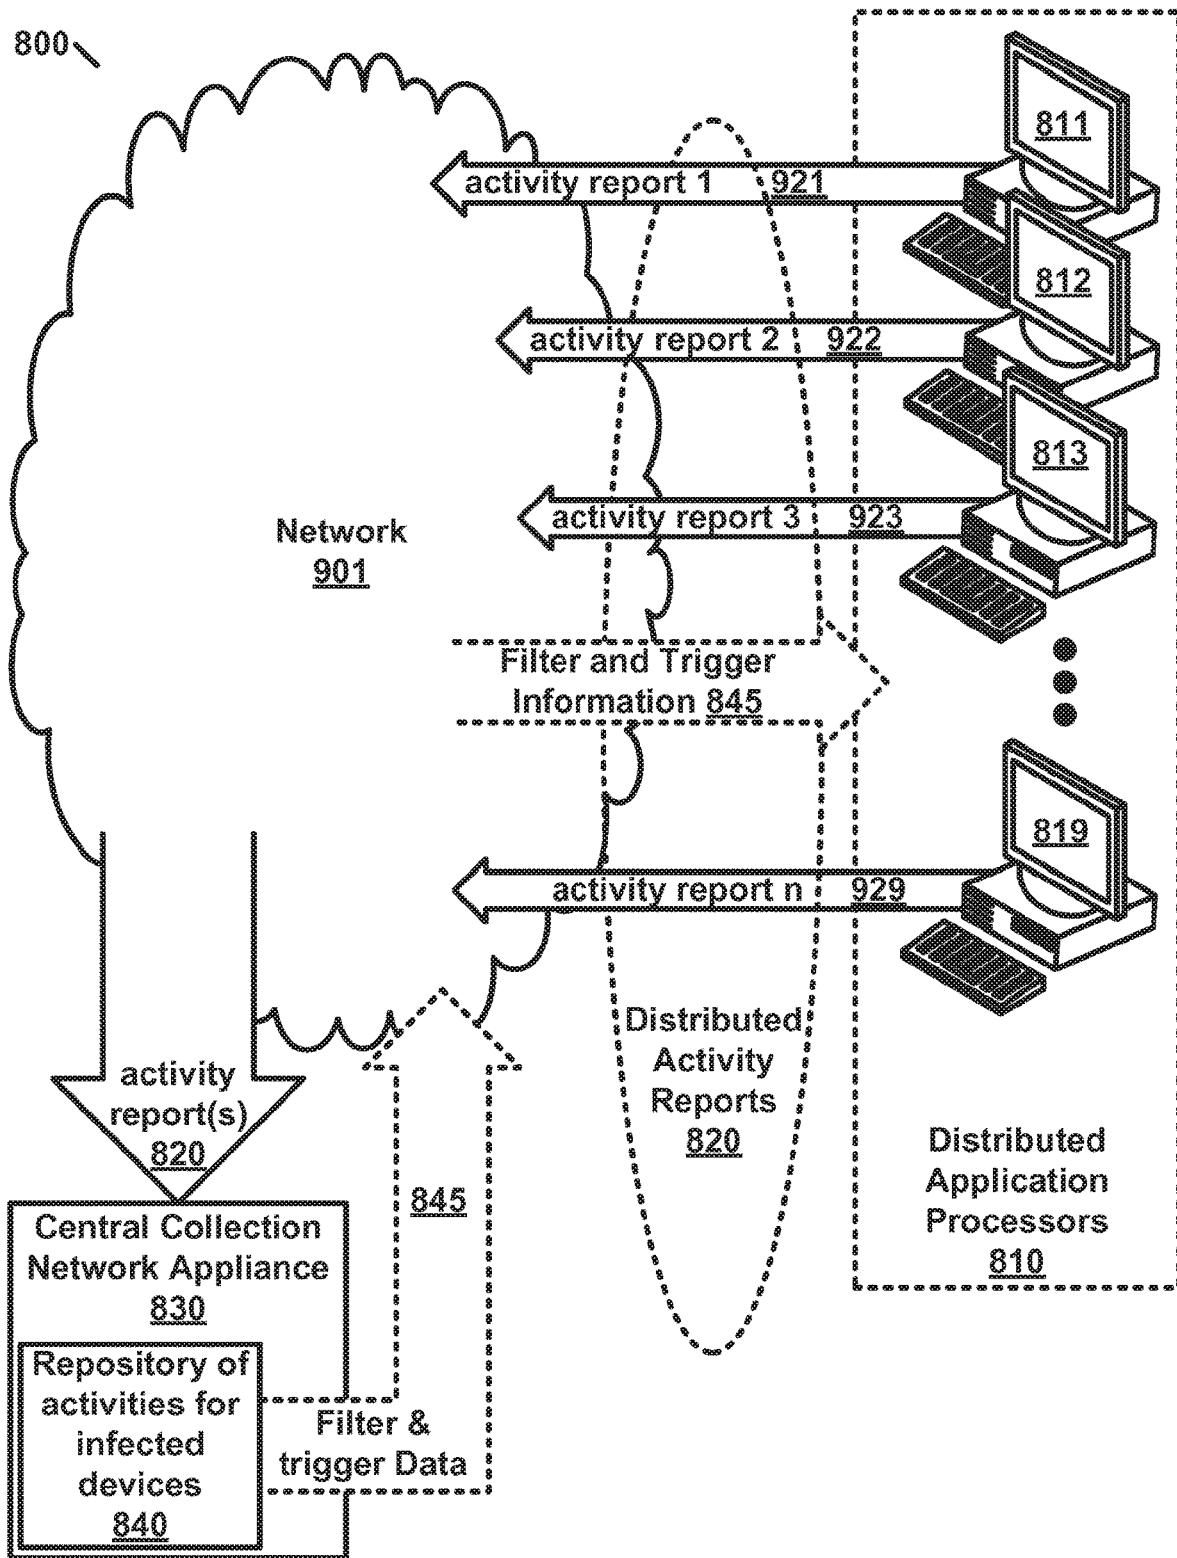 800
811
activity report 1 921
812
activity report 2 922
813
activity report 3 923
Network
901
Filter and Trigger
Information 845
819
activity report n 929
Distributed
Activity
Reports
820
activity
report(s)
820
Distributed
Application
Processors
810
845
Central Collection
Network Appliance
830
Repository of
activities for
infected
devices
840
Filter &
trigger Data